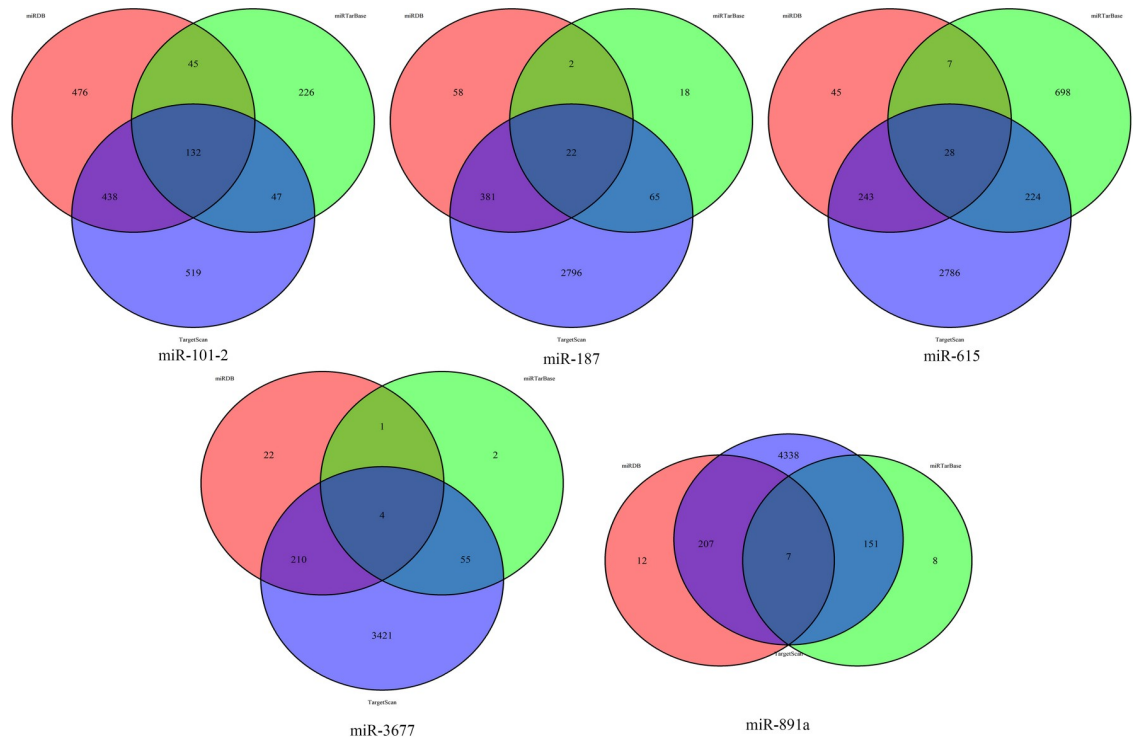 miRDB
miRTarBase
45
476
226
132
438
47
519
TargetScan
miR-101-2
miRDB
miRTarBase
2
58
18
22
381
65
2796
TargetScan
miR-187
miRDB
miRTarBase
7
45
698
28
243
224
2786
TargetScan
miR-615
miRDB
miRTarBase
1
22
2
4
210
55
3421
TargetScan
miR-3677
4338
miRDB
miRTarBase
207
151
7
12
8
TargetScan
miR-891a